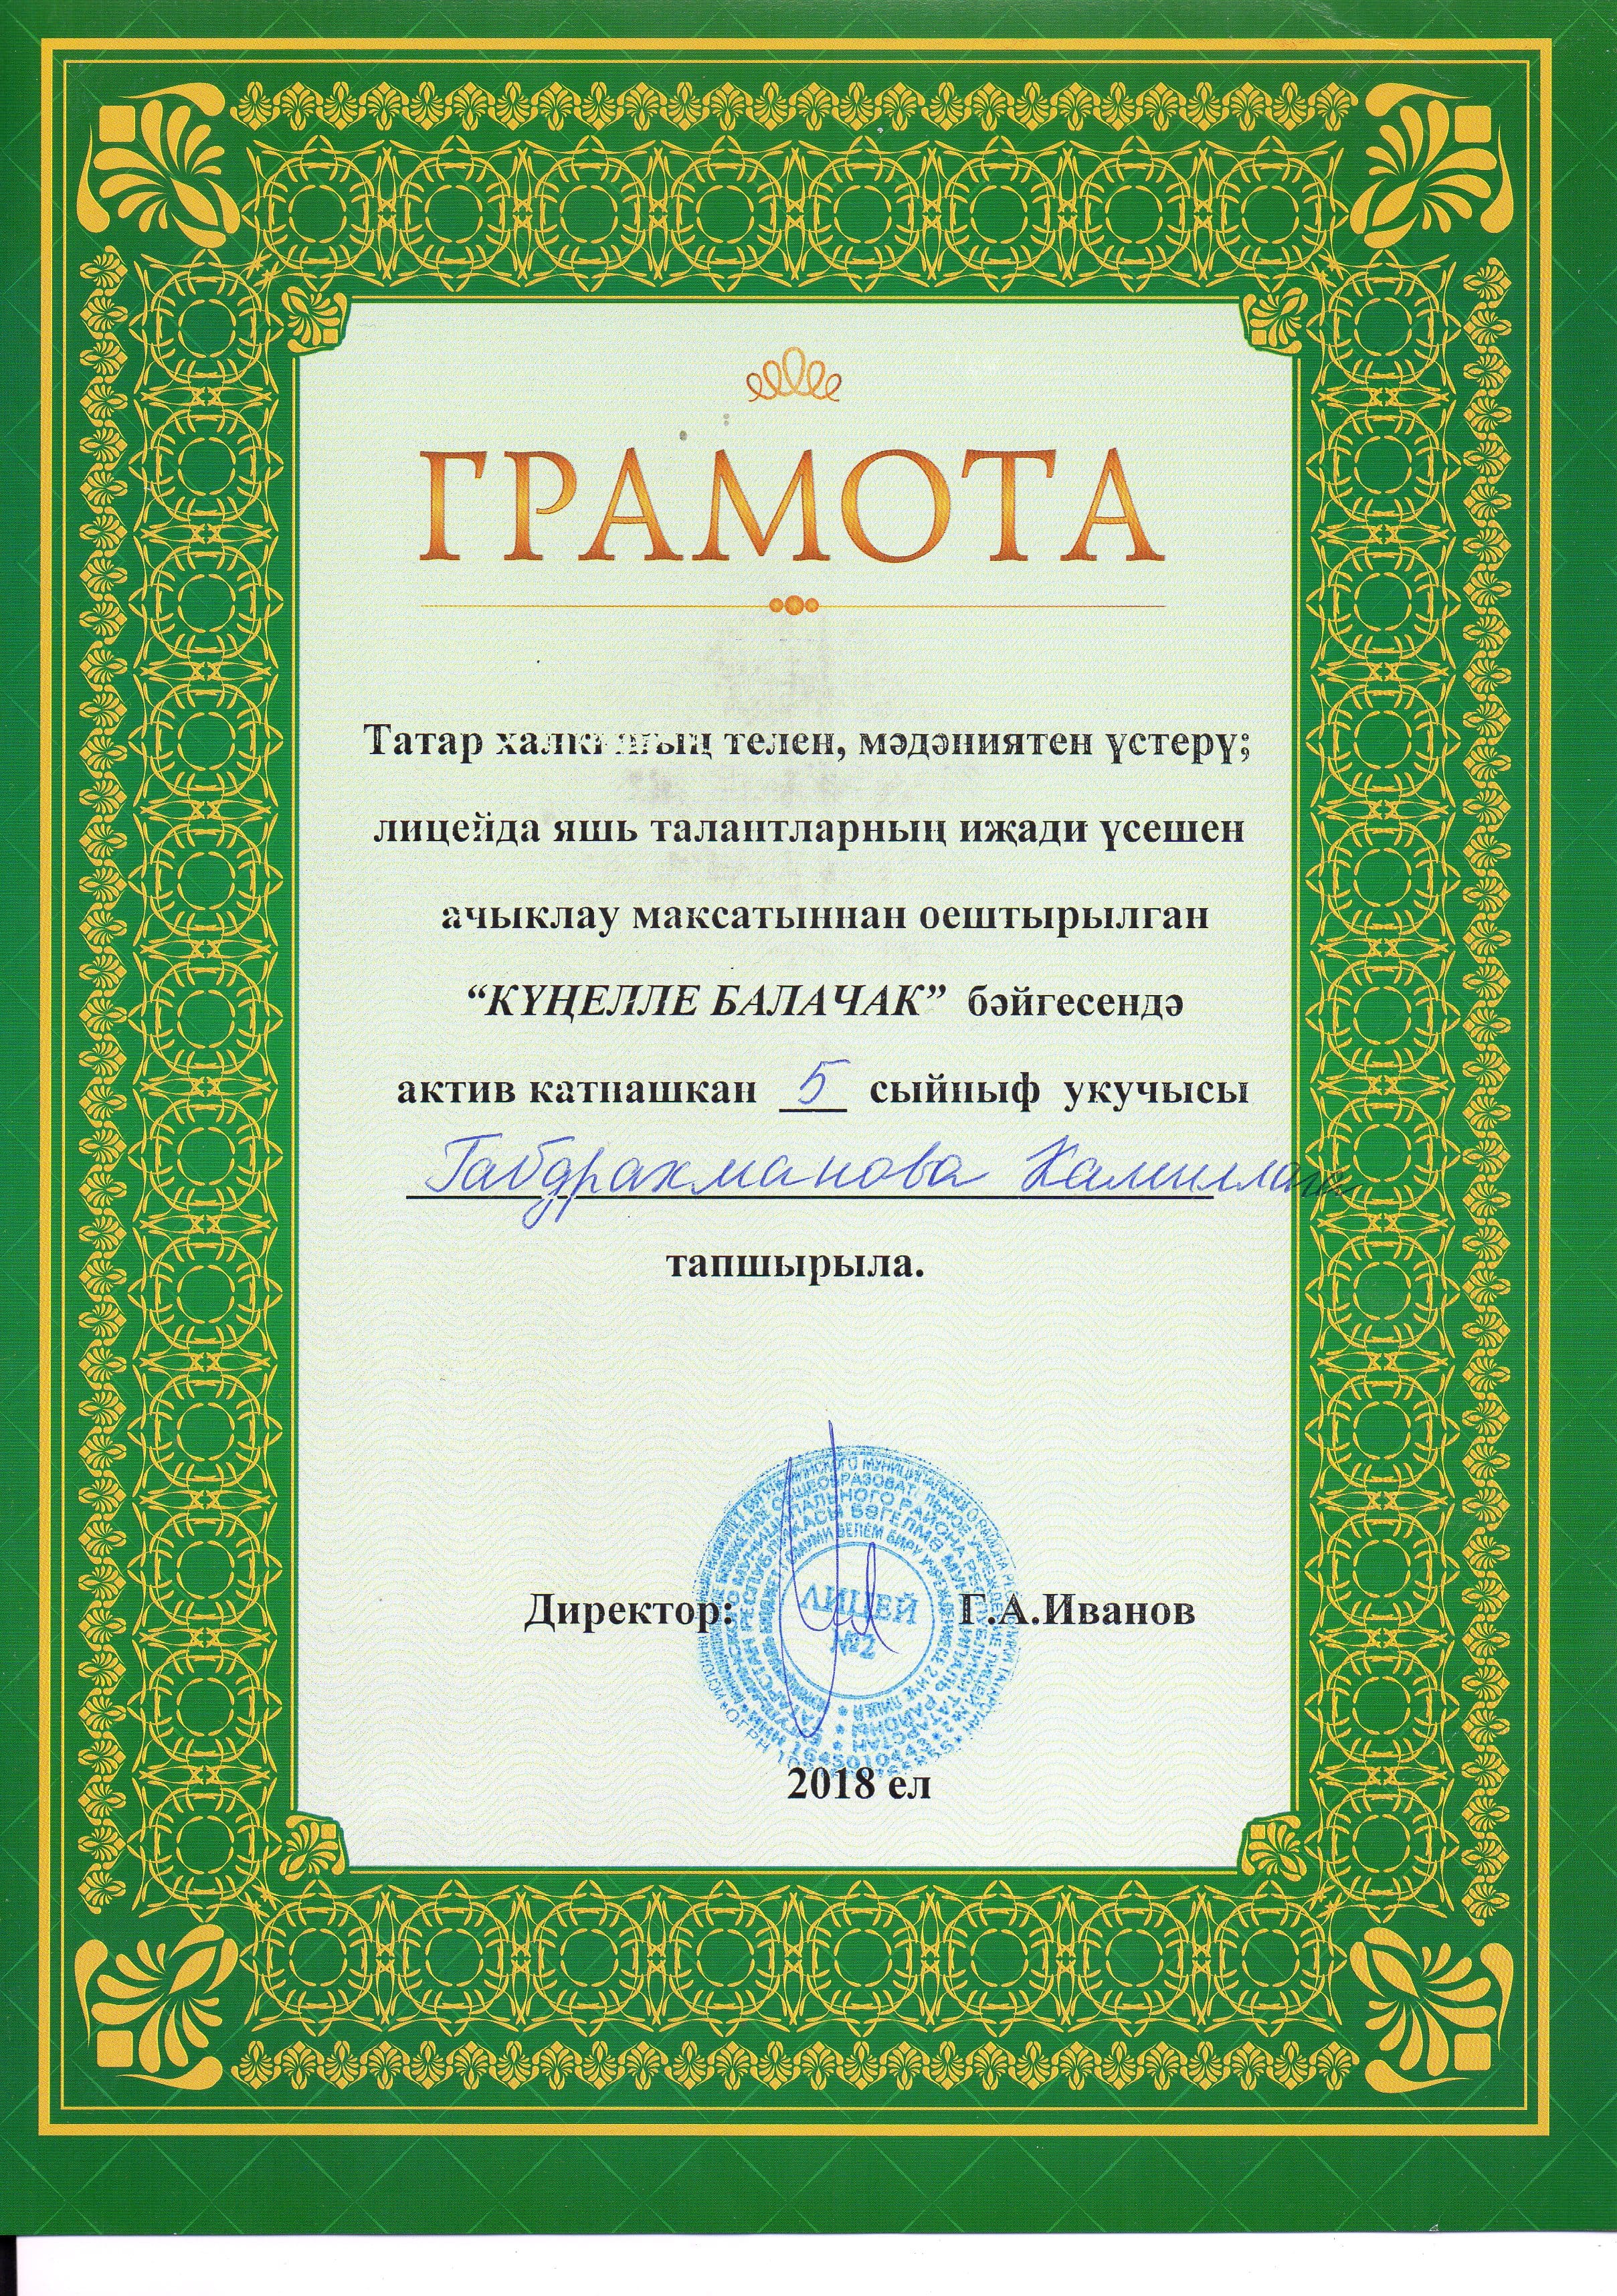 ГРАМОТА
Татар халкының телен, мәдәниятен үстерү;
лицейда яшь талантларның иҗади үсешен
ачыклау максатыннан оештырылган
“КҮҢЕЛЛЕ БАЛАЧАК” бәйгесендә
актив катнашкан 5 сыйныф укучысы
Габдрахманова Камиллага
тапшырыла.
Директор: Г.А.Иванов
ЛИЦЕЙ
№2
2018 ел